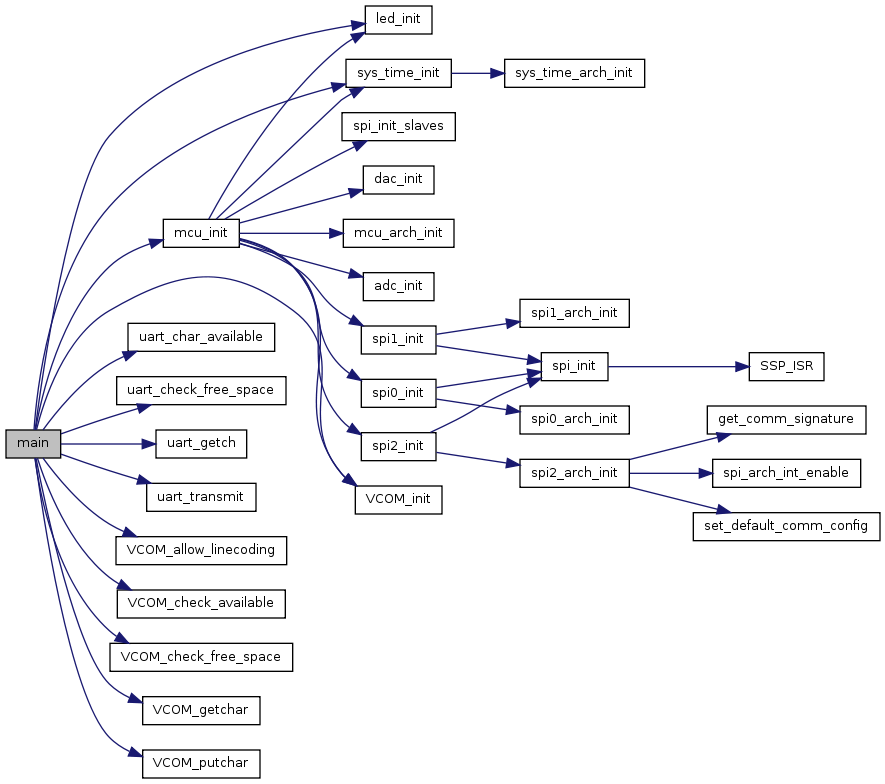 led_init
sys_time_init
sys_time_arch_init
spi_init_slaves
dac_init
mcu_init
mcu_arch_init
adc_init
spi1_arch_init
uart_char_available
spi1_init
spi_init
SSP_ISR
uart_check_free_space
spi0_init
spi0_arch_init
get_comm_signature
main
uart_getch
spi2_init
spi2_arch_init
spi_arch_int_enable
uart_transmit
VCOM_init
set_default_comm_config
VCOM_allow_linecoding
VCOM_check_available
VCOM_check_free_space
VCOM_getchar
VCOM_putchar